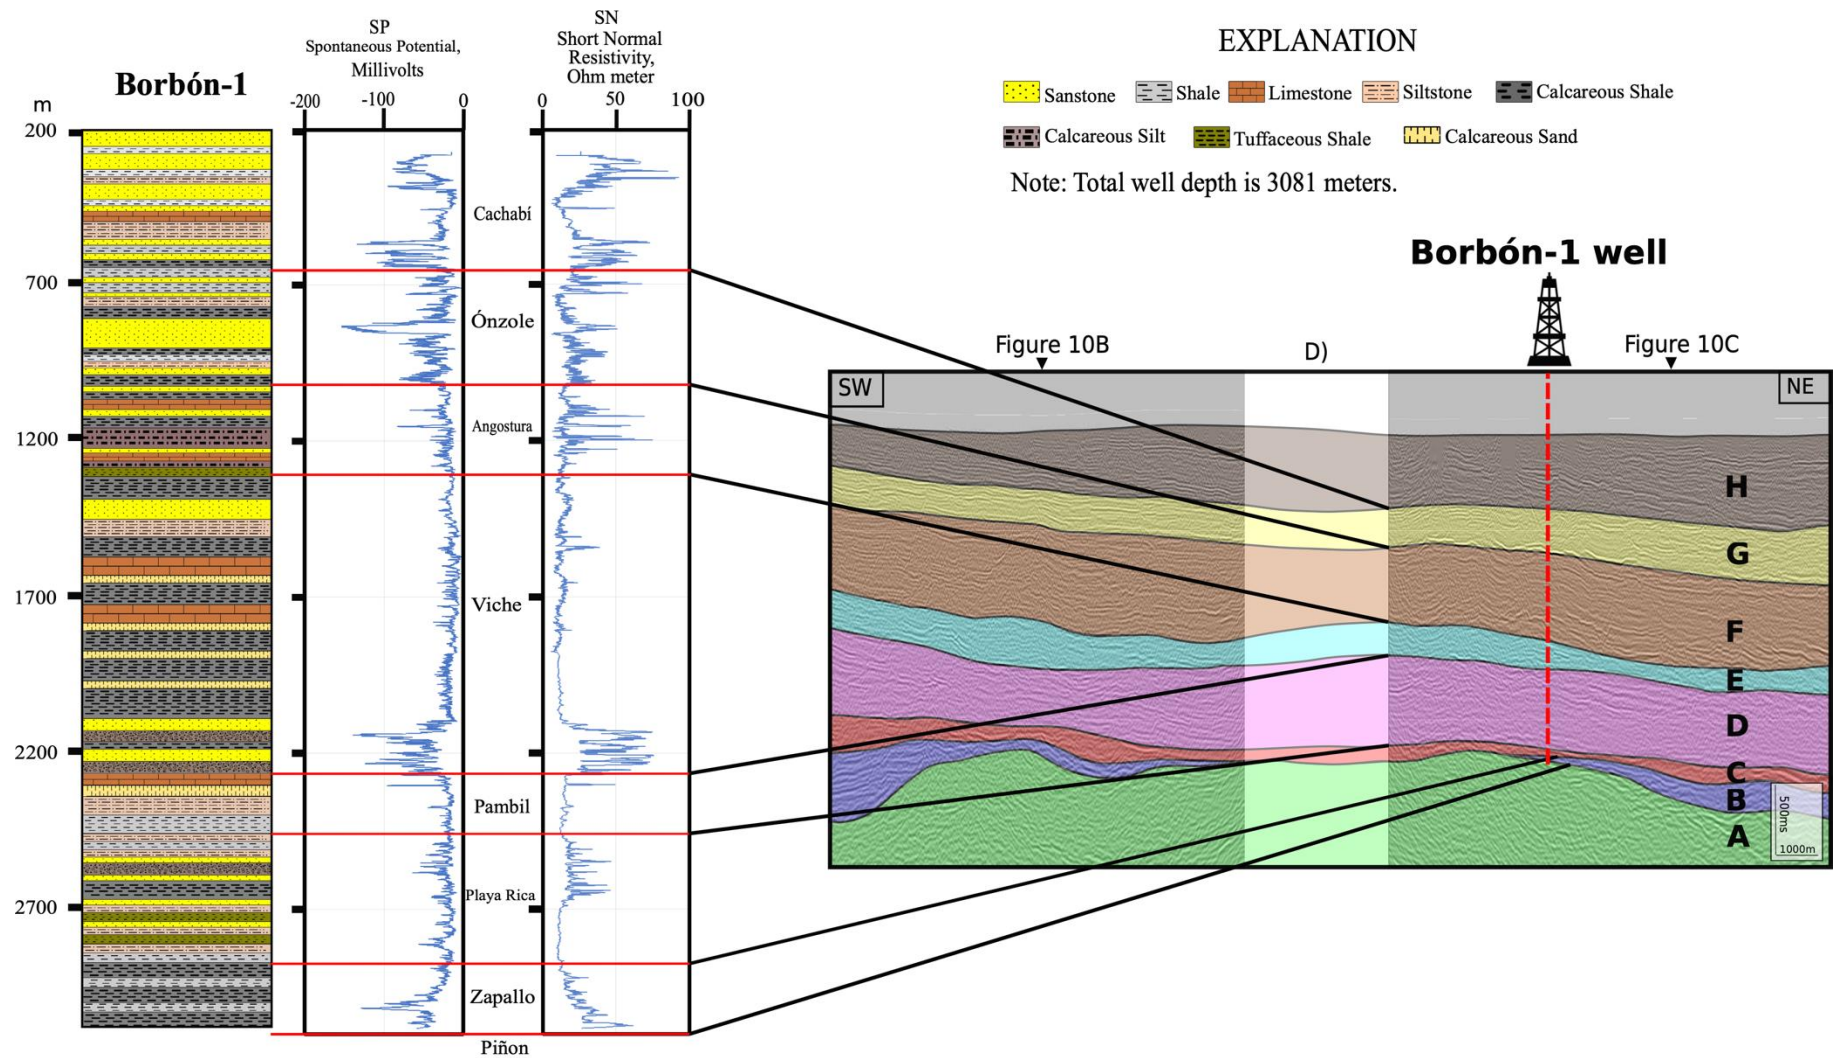 Borbón-1
m
200
700
1200
1700
2200
2700
SP
Spontaneous Potential,
Millivolts
-200
-100
0
SN
Short Normal
Resistivity,
Ohm meter
0
50
100
Cachabí
Ónzole
Angostura
Viche
Pambil
Playa Rica
Zapallo
Piñon
EXPLANATION
Sanstone
Shale
Limestone
Siltstone
Calcareous Shale
Calcareous Silt
Tuffaceous Shale
Calcareous Sand
Note: Total well depth is 3081 meters.
Borbón-1 well
Figure 10B
D)
Figure 10C
SW
NE
H
G
F
E
D
C
B
A
500ms
1000m